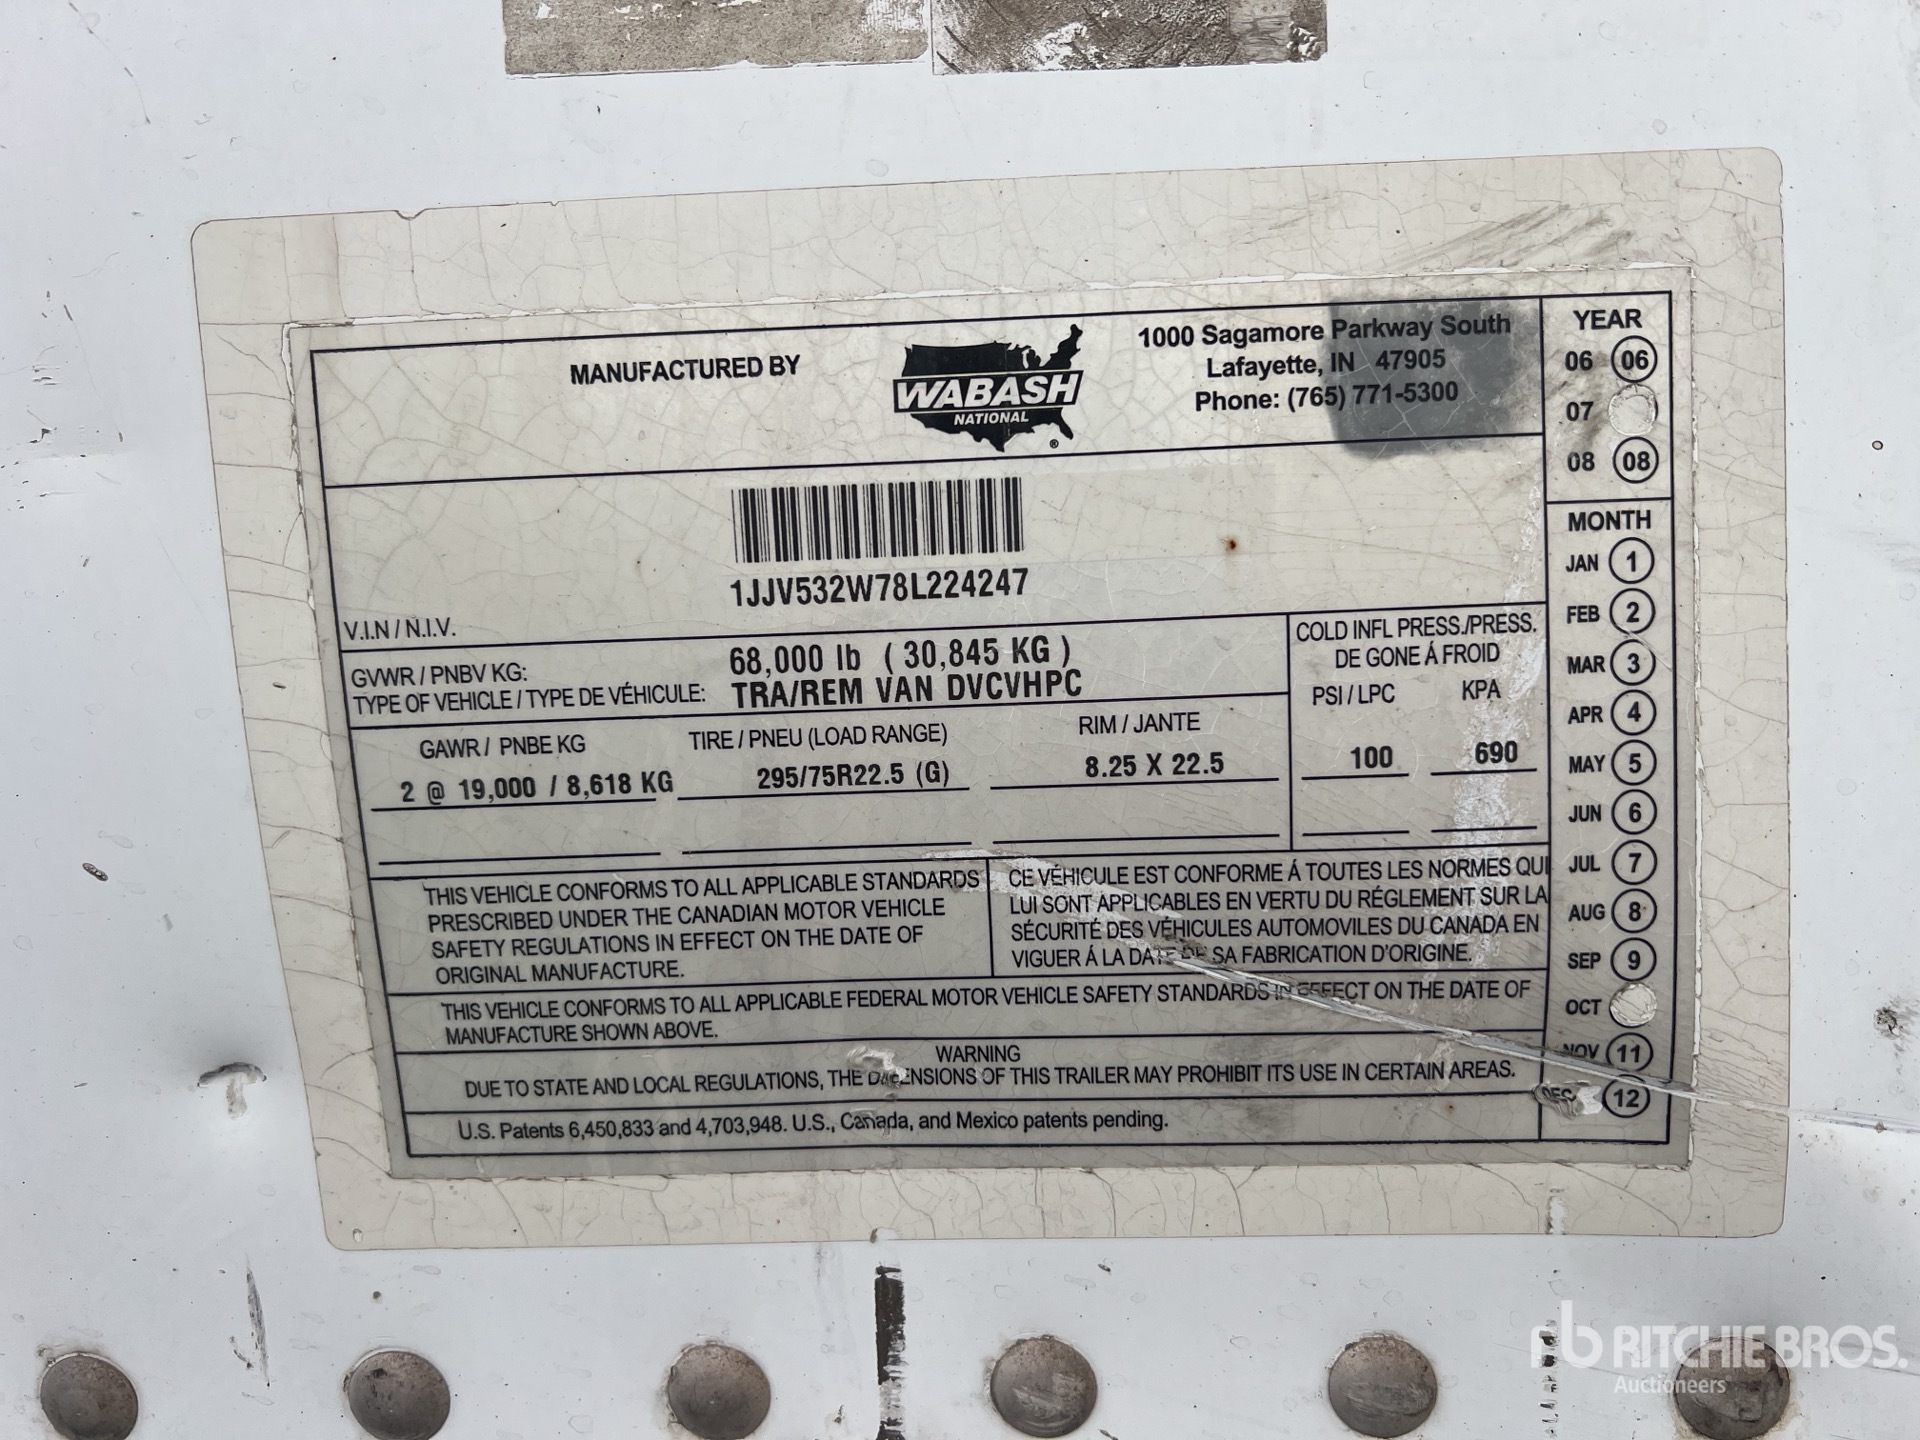 MANUFACTURED BY
WABASH
NATIONAL
®
1000 Sagamore Parkway South
Lafayette, IN 47905
Phone: (765) 771-5300
YEAR
06 06
07
08 08
1JJV532W78L224247
V.I.N / N.I.V.
GVWR / PNBV KG: 68,000 lb ( 30,845 KG )
TYPE OF VEHICLE / TYPE DE VÉHICULE: TRA/REM VAN DVCVHPC
COLD INFL PRESS./PRESS.
DE GONE Á FROID
PSI / LPC KPA
GAWR / PNBE KG TIRE / PNEU (LOAD RANGE) RIM / JANTE
2 @ 19,000 / 8,618 KG 295/75R22.5 (G) 8.25 X 22.5 100 690
MONTH
JAN 1
FEB 2
MAR 3
APR 4
MAY 5
JUN 6
JUL 7
AUG 8
SEP 9
OCT
NOV 11
DEC 12
THIS VEHICLE CONFORMS TO ALL APPLICABLE STANDARDS
PRESCRIBED UNDER THE CANADIAN MOTOR VEHICLE
SAFETY REGULATIONS IN EFFECT ON THE DATE OF
ORIGINAL MANUFACTURE.
CE VÉHICULE EST CONFORME Á TOUTES LES NORMES QUI
LUI SONT APPLICABLES EN VERTU DU RÉGLEMENT SUR LA
SÉCURITÉ DES VÉHICULES AUTOMOVILES DU CANADA EN
VIGUER Á LA DATE DE SA FABRICATION D'ORIGINE.
THIS VEHICLE CONFORMS TO ALL APPLICABLE FEDERAL MOTOR VEHICLE SAFETY STANDARDS IN EFFECT ON THE DATE OF
MANUFACTURE SHOWN ABOVE.
WARNING
DUE TO STATE AND LOCAL REGULATIONS, THE DIMENSIONS OF THIS TRAILER MAY PROHIBIT ITS USE IN CERTAIN AREAS.
U.S. Patents 6,450,833 and 4,703,948. U.S., Canada, and Mexico patents pending.
rb RITCHIE BROS.
Auctioneers